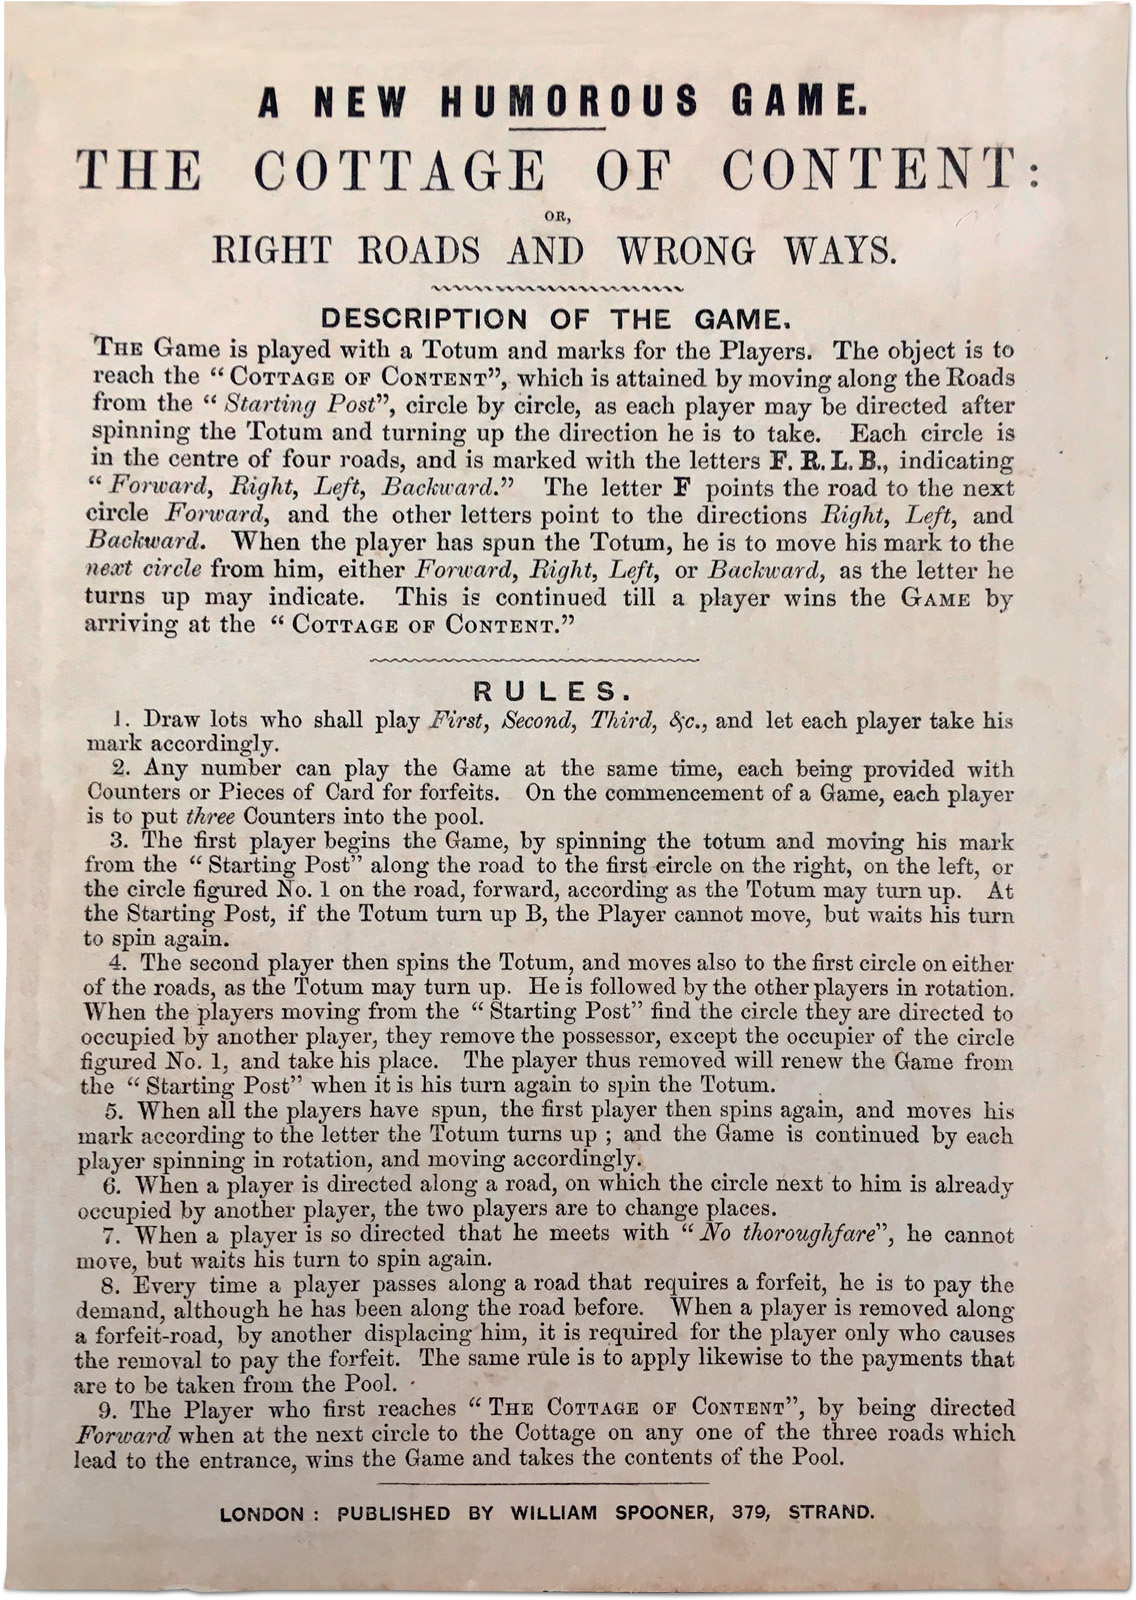 A NEW HUMOROUS GAME.
THE COTTAGE OF CONTENT:
OR,
RIGHT ROADS AND WRONG WAYS.
DESCRIPTION OF THE GAME.
THE Game is played with a Totum and marks for the Players. The object is to
reach the “ COTTAGE OF CONTENT”, which is attained by moving along the Roads
from the “ Starting Post”, circle by circle, as each player may be directed after
spinning the Totum and turning up the direction he is to take. Each circle is
in the centre of four roads, and is marked with the letters F. R. L. B., indicating
“ Forward, Right, Left, Backward.” The letter F points the road to the next
circle Forward, and the other letters point to the directions Right, Left, and
Backward. When the player has spun the Totum, he is to move his mark to the
next circle from him, either Forward, Right, Left, or Backward, as the letter he
turns up may indicate. This is continued till a player wins the GAME by
arriving at the “ COTTAGE OF CONTENT.”
RULES.
1. Draw lots who shall play First, Second, Third, &c., and let each player take his
mark accordingly.
2. Any number can play the Game at the same time, each being provided with
Counters or Pieces of Card for forfeits. On the commencement of a Game, each player
is to put three Counters into the pool.
3. The first player begins the Game, by spinning the totum and moving his mark
from the “ Starting Post” along the road to the first circle on the right, on the left, or
the circle figured No. 1 on the road, forward, according as the Totum may turn up. At
the Starting Post, if the Totum turn up B, the Player cannot move, but waits his turn
to spin again.
4. The second player then spins the Totum, and moves also to the first circle on either
of the roads, as the Totum may turn up. He is followed by the other players in rotation.
When the players moving from the “ Starting Post” find the circle they are directed to
occupied by another player, they remove the possessor, except the occupier of the circle
figured No. 1, and take his place. The player thus removed will renew the Game from
the “ Starting Post” when it is his turn again to spin the Totum.
5. When all the players have spun, the first player then spins again, and moves his
mark according to the letter the Totum turns up ; and the Game is continued by each
player spinning in rotation, and moving accordingly.
6. When a player is directed along a road, on which the circle next to him is already
occupied by another player, the two players are to change places.
7. When a player is so directed that he meets with “ No thoroughfare”, he cannot
move, but waits his turn to spin again.
8. Every time a player passes along a road that requires a forfeit, he is to pay the
demand, although he has been along the road before. When a player is removed along
a forfeit-road, by another displacing him, it is required for the player only who causes
the removal to pay the forfeit. The same rule is to apply likewise to the payments that
are to be taken from the Pool.
9. The Player who first reaches “ THE COTTAGE OF CONTENT”, by being directed
Forward when at the next circle to the Cottage on any one of the three roads which
lead to the entrance, wins the Game and takes the contents of the Pool.
LONDON : PUBLISHED BY WILLIAM SPOONER, 379, STRAND.